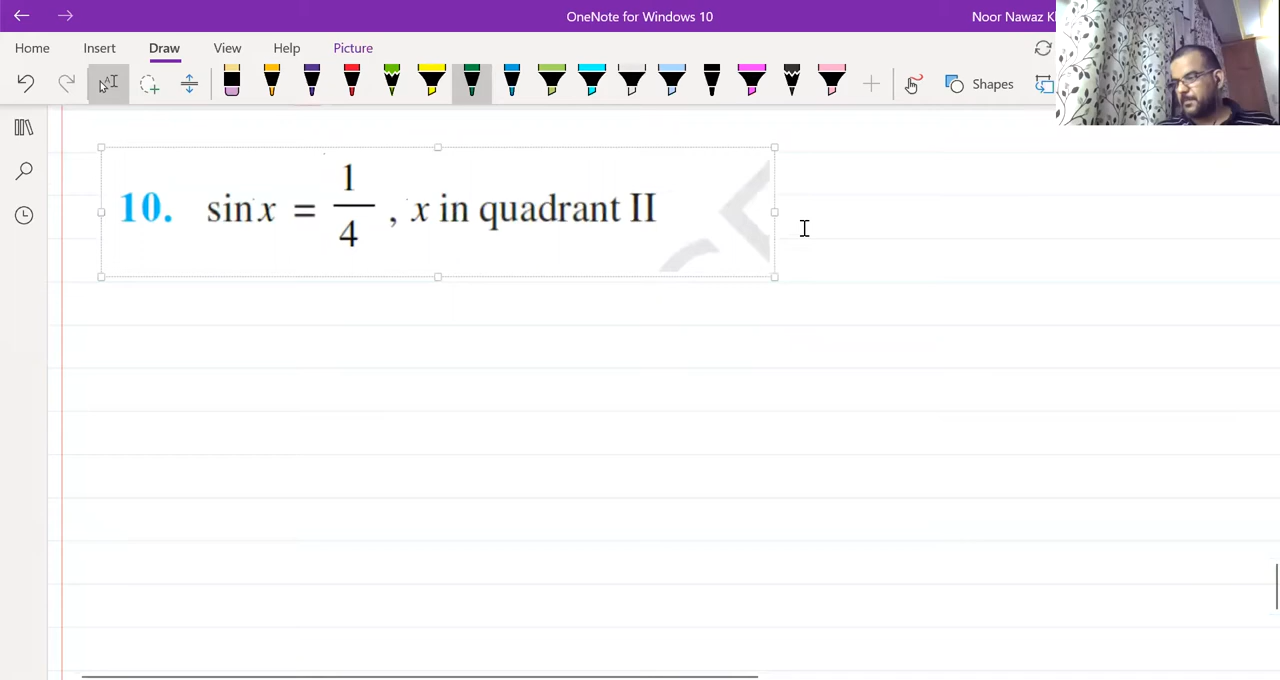 OneNote for Windows 10
Noor Nawaz
Home Insert Draw View Help Picture
Shapes
10. sin x = 1/4 , x in quadrant II